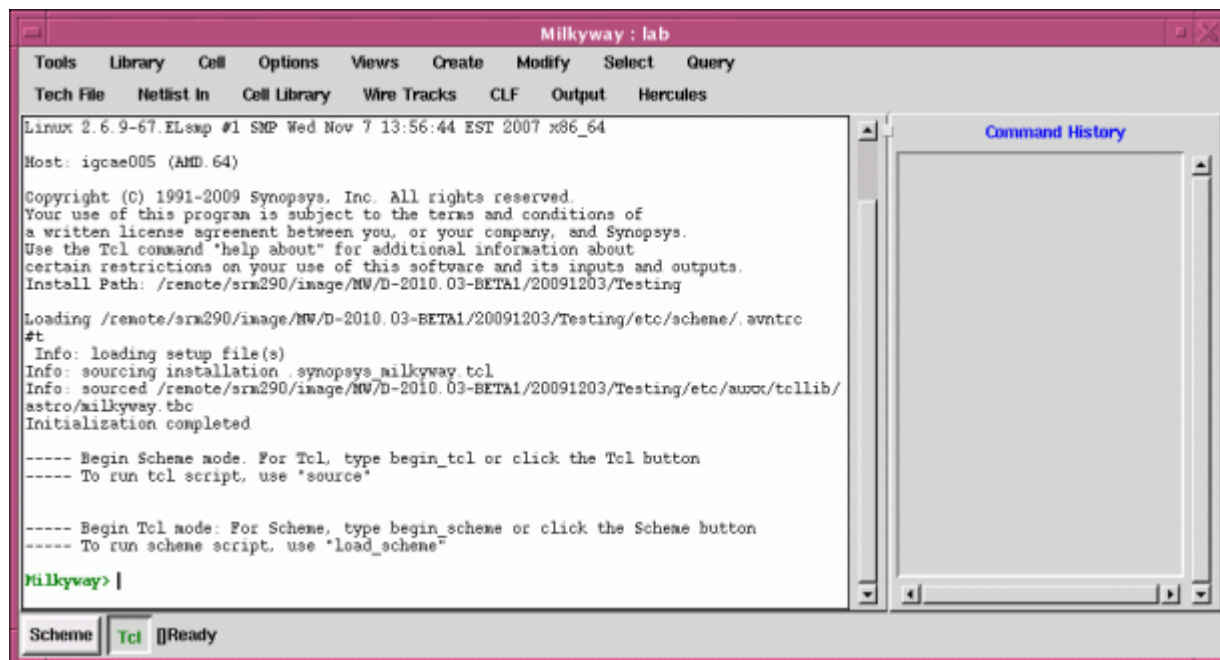 Milkyway : lab
Tools Library Cell Options Views Create Modify Select Query
Tech File Netlist In Cell Library Wire Tracks CLF Output Hercules
Linux 2.6.9-67.ELsmp #1 SMP Wed Nov 7 13:56:44 EST 2007 x86_64
Host: igcae005 (AMD.64)
Copyright (C) 1991-2009 Synopsys, Inc. All rights reserved.
Your use of this program is subject to the terms and conditions of
a written license agreement between you, or your company, and Synopsys.
Use the Tcl command "help about" for additional information about
certain restrictions on your use of this software and its inputs and outputs.
Install Path: /remote/srm290/image/MW/D-2010.03-BETA1/20091203/Testing
Loading /remote/srm290/image/MW/D-2010.03-BETA1/20091203/Testing/etc/scheme/.avntrc
#t
Info: loading setup file(s)
Info: sourcing installation .synopsys_milkyway.tcl
Info: sourced /remote/srm290/image/MW/D-2010.03-BETA1/20091203/Testing/etc/auxx/tcllib/
astro/milkyway.tbc
Initialization completed
----- Begin Scheme mode. For Tcl, type begin_tcl or click the Tcl button
----- To run tcl script, use "source"
----- Begin Tcl mode: For Scheme, type begin_scheme or click the Scheme button
----- To run scheme script, use "load_scheme"
Milkyway>
Command History
Scheme Tcl []Ready